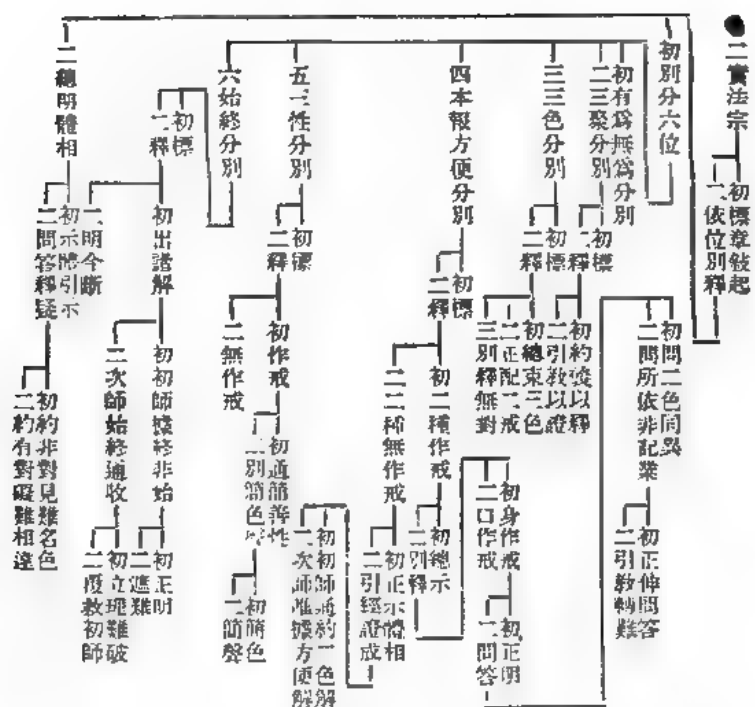 二實法宗
初標章敍起
二依位別釋
初別分六位
初有爲無爲分別
二三聚分別
初標
二釋
初約義以釋
二引教以證
三三色分別
初標
二釋
初總束三色
二正配二戒
三別釋無對
四本報方便分別
初標
二釋
初二種作戒
初總示
二別釋
初身作戒
二口作戒
初正明
二問答
初問二色同異
二問所依非記業
初正伸問答
二引教轉難
二二種無作戒
初正示體相
二引經證成
初初師通約一色解
二次師唯據方便解
五三性分別
初標
二釋
初作戒
初通簡善性
二別簡色
初簡色
二簡聲
二無作戒
六始終分別
初標
二釋
初出諸解
初初師據終非始
初正明
二遮難
二次師始終通收
初立理難破
二復救初師
二明今斷
二總明體相
初示體引示
二問答釋疑
初約非對見難名色
二約有對礙難相違